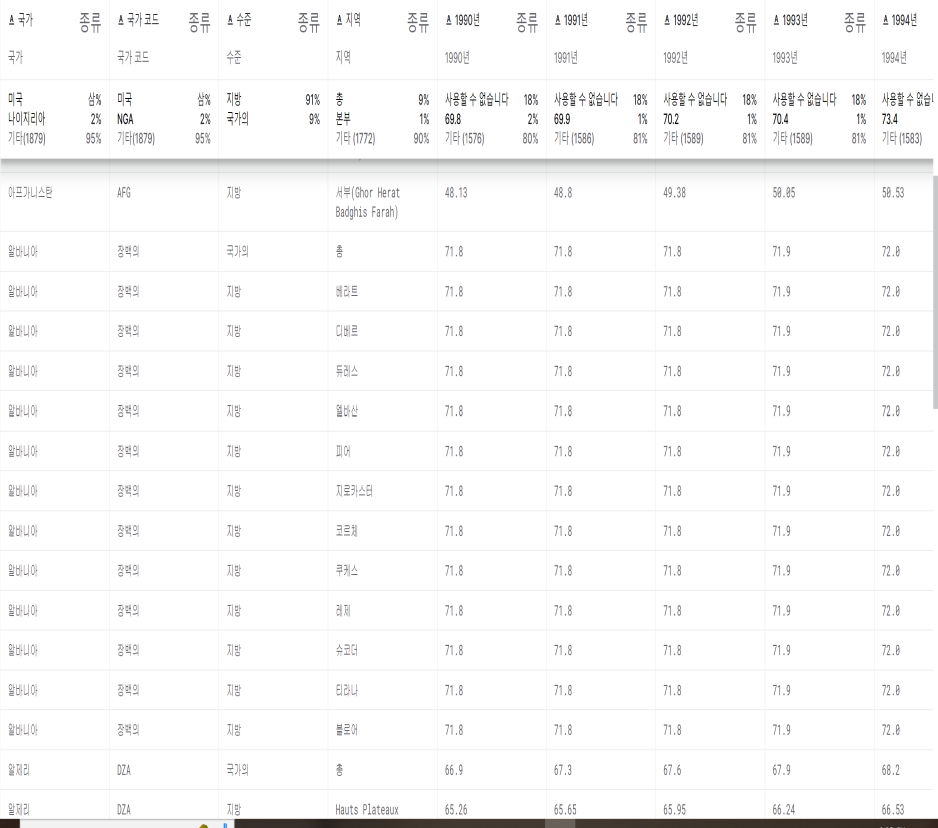 국가 종류 국가 코드 종류 수준 종류 지역 종류 1990년 종류 1991년 종류 1992년 종류 1993년 종류 1994년
국가 국가 코드 수준 지역 1990년 1991년 1992년 1993년 1994년
미국 삼% 미국 삼% 지방 91% 총 9% 사용할 수 없습니다 18% 사용할 수 없습니다 18% 사용할 수 없습니다 18% 사용할 수 없습니다 18% 사용할 수 없습니
나이지리아 2% NGA 2% 국가의 9% 본부 1% 69.8 2% 69.9 1% 70.2 1% 70.4 1% 73.4
기타(1879) 95% 기타(1879) 95% 기타 (1772) 90% 기타 (1576) 80% 기타 (1586) 81% 기타 (1589) 81% 기타 (1589) 81% 기타 (1583)
아프가니스탄 AFG 지방 서부(Ghor Herat 48.13 48.8 49.38 50.05 50.53
Badghis Farah)
알바니아 장백의 국가의 총 71.8 71.8 71.8 71.9 72.0
알바니아 장백의 지방 베라트 71.8 71.8 71.8 71.9 72.0
알바니아 장백의 지방 디베르 71.8 71.8 71.8 71.9 72.0
알바니아 장백의 지방 듀레스 71.8 71.8 71.8 71.9 72.0
알바니아 장백의 지방 엘바산 71.8 71.8 71.8 71.9 72.0
알바니아 장백의 지방 피어 71.8 71.8 71.8 71.9 72.0
알바니아 장백의 지방 지로카스터 71.8 71.8 71.8 71.9 72.0
알바니아 장백의 지방 코르체 71.8 71.8 71.8 71.9 72.0
알바니아 장백의 지방 쿠케스 71.8 71.8 71.8 71.9 72.0
알바니아 장백의 지방 레제 71.8 71.8 71.8 71.9 72.0
알바니아 장백의 지방 슈코더 71.8 71.8 71.8 71.9 72.0
알바니아 장백의 지방 티라나 71.8 71.8 71.8 71.9 72.0
알바니아 장백의 지방 블로어 71.8 71.8 71.8 71.9 72.0
알제리 DZA 국가의 총 66.9 67.3 67.6 67.9 68.2
알제리 DZA 지방 Hauts Plateaux 65.26 65.65 65.95 66.24 66.53